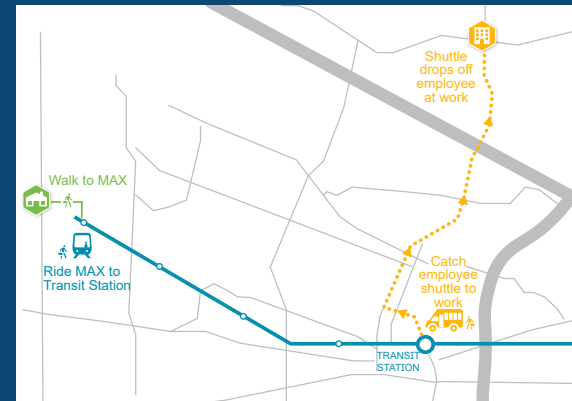 Shuttle
drops off
employee
at work
Walk to MAX
Ride MAX to
Transit Station
Catch
employee
shuttle to
work
TRANSIT
STATION